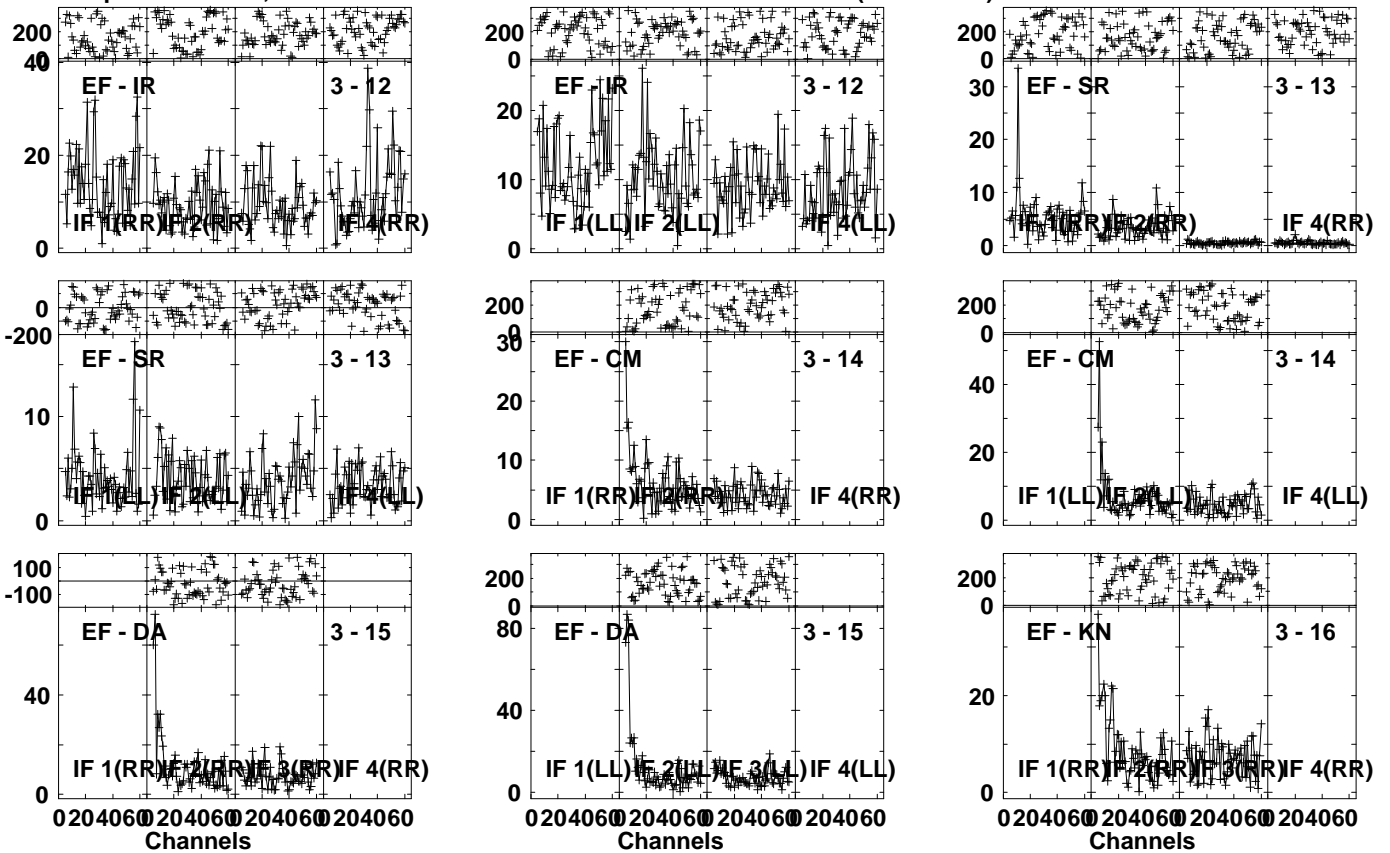 200
0
200
0
200
0
40
20
0
EF - IR
3 - 12
IF 1(RR)
IF 2(RR)
IF 4(RR)
20
10
0
EF - IR
3 - 12
IF 1(LL)
IF 2(LL)
IF 4(LL)
30
20
10
0
EF - SR
3 - 13
IF 1(RR)
IF 2(RR)
IF 4(RR)
0
-200
200
0
200
0
10
0
EF - SR
3 - 13
IF 1(LL)
IF 2(LL)
IF 4(LL)
30
20
10
0
EF - CM
3 - 14
IF 1(RR)
IF 2(RR)
IF 4(RR)
40
20
0
EF - CM
3 - 14
IF 1(LL)
IF 2(LL)
IF 4(LL)
100
-100
200
0
200
0
40
0
EF - DA
3 - 15
IF 1(RR)
IF 2(RR)
IF 3(RR)
IF 4(RR)
80
40
0
EF - DA
3 - 15
IF 1(LL)
IF 2(LL)
IF 3(LL)
IF 4(LL)
20
0
EF - KN
3 - 16
IF 1(RR)
IF 2(RR)
IF 3(RR)
IF 4(RR)
0 20 40 60 0 20 40 60 0 20 40 60 0 20 40 60
Channels
0 20 40 60 0 20 40 60 0 20 40 60 0 20 40 60
Channels
0 20 40 60 0 20 40 60 0 20 40 60 0 20 40 60
Channels